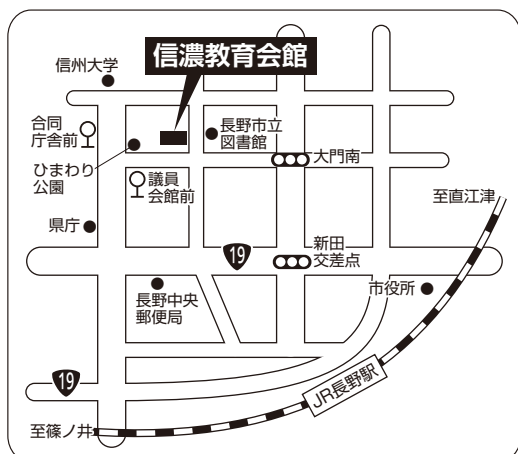 信濃教育会館
信州大学
合同
庁舎前
長野市立
図書館
ひまわり
公園
大門南
議員
会館前
至直江津
県庁
19
新田
交差点
長野中央
郵便局
市役所
19
JR長野駅
至篠ノ井